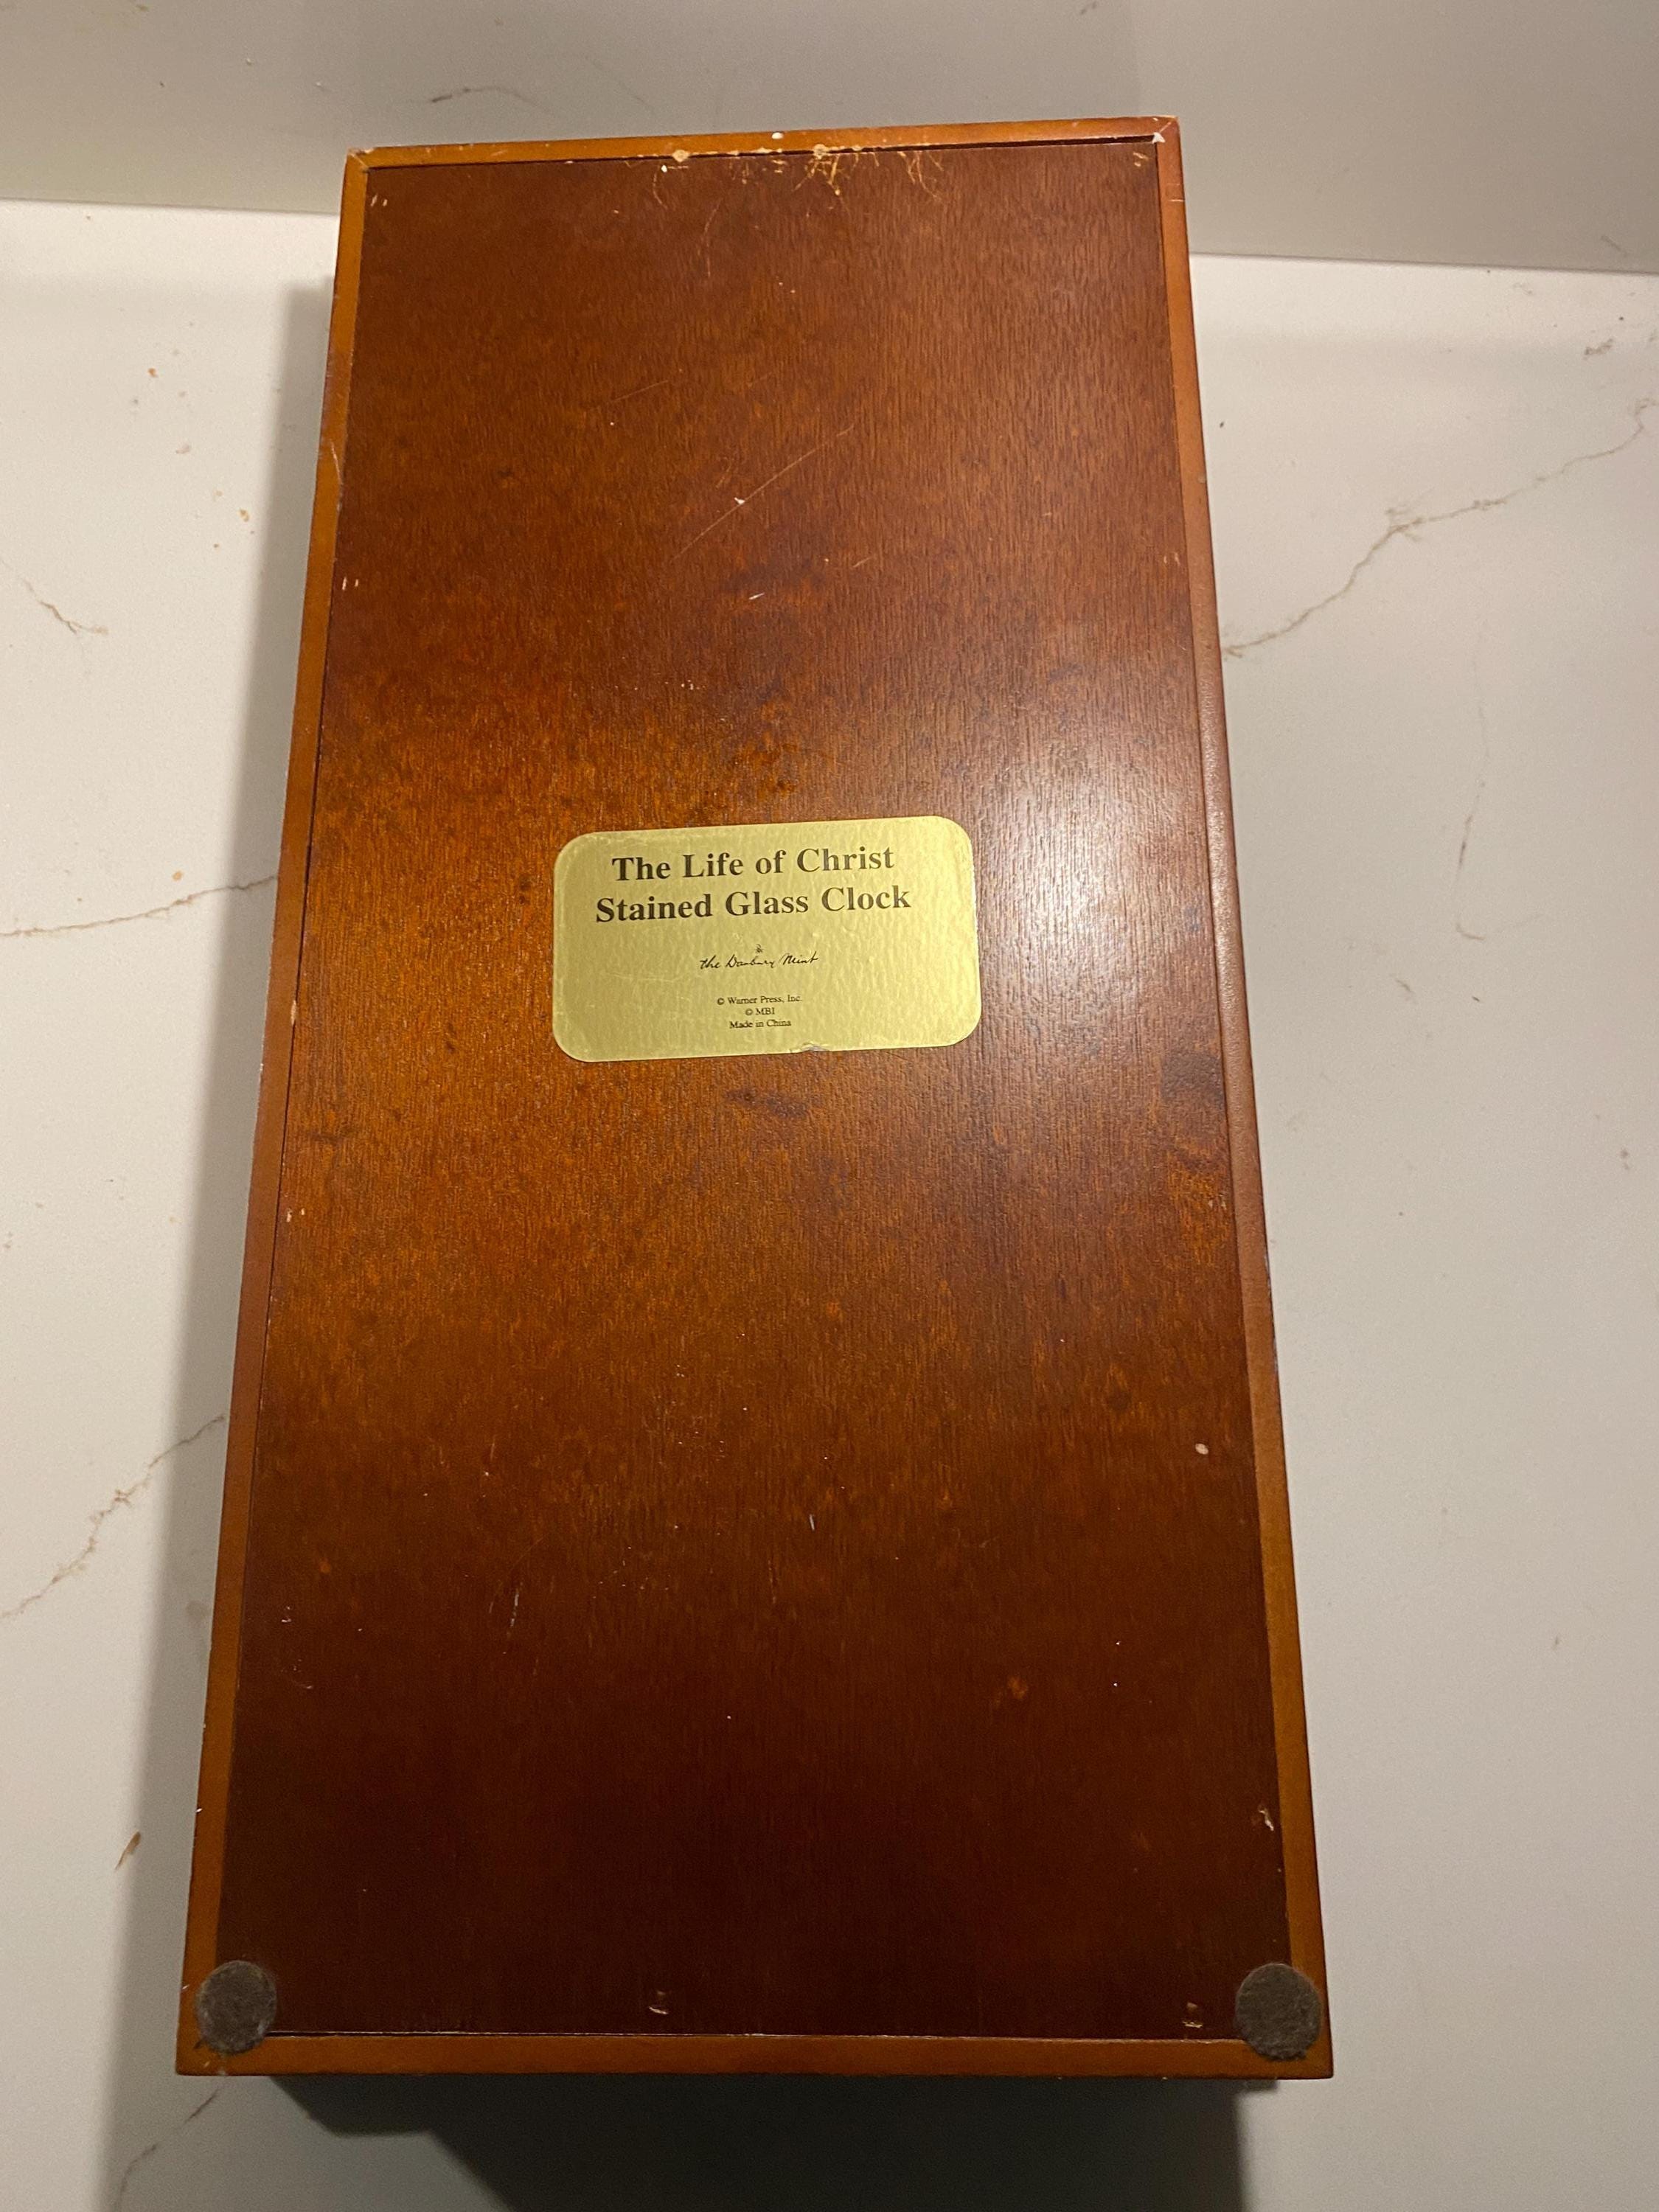 The Life of Christ
Stained Glass Clock
the Danbury Mint
© Warner Press, Inc.
© MBI
Made in China